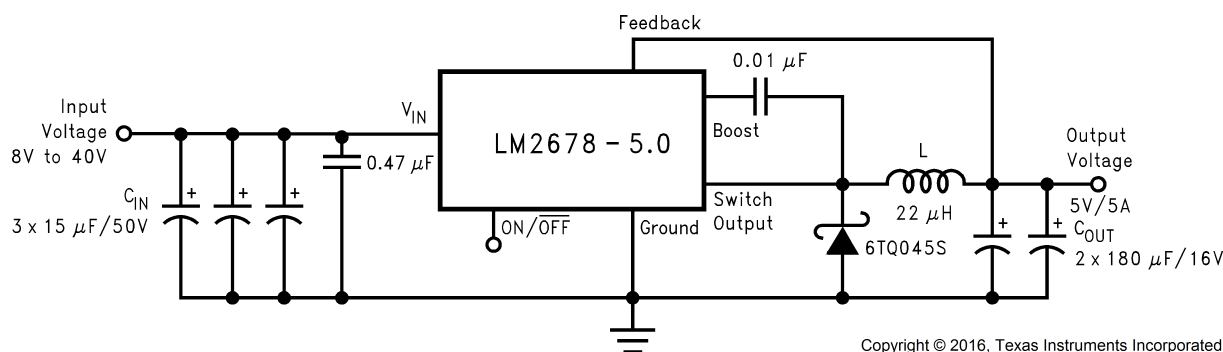 Feedback
0.01 μF
Input
Voltage
8V to 40V
V_IN
Boost
LM2678 – 5.0
0.47 μF
L
Output
Voltage
C_IN
3 x 15 μF/50V
+
+
+
ON/O̅F̅F̅
Ground
Switch
Output
22 μH
5V/5A
6TQ045S
+
+
C_OUT
2 x 180 μF/16V
Copyright © 2016, Texas Instruments Incorporated